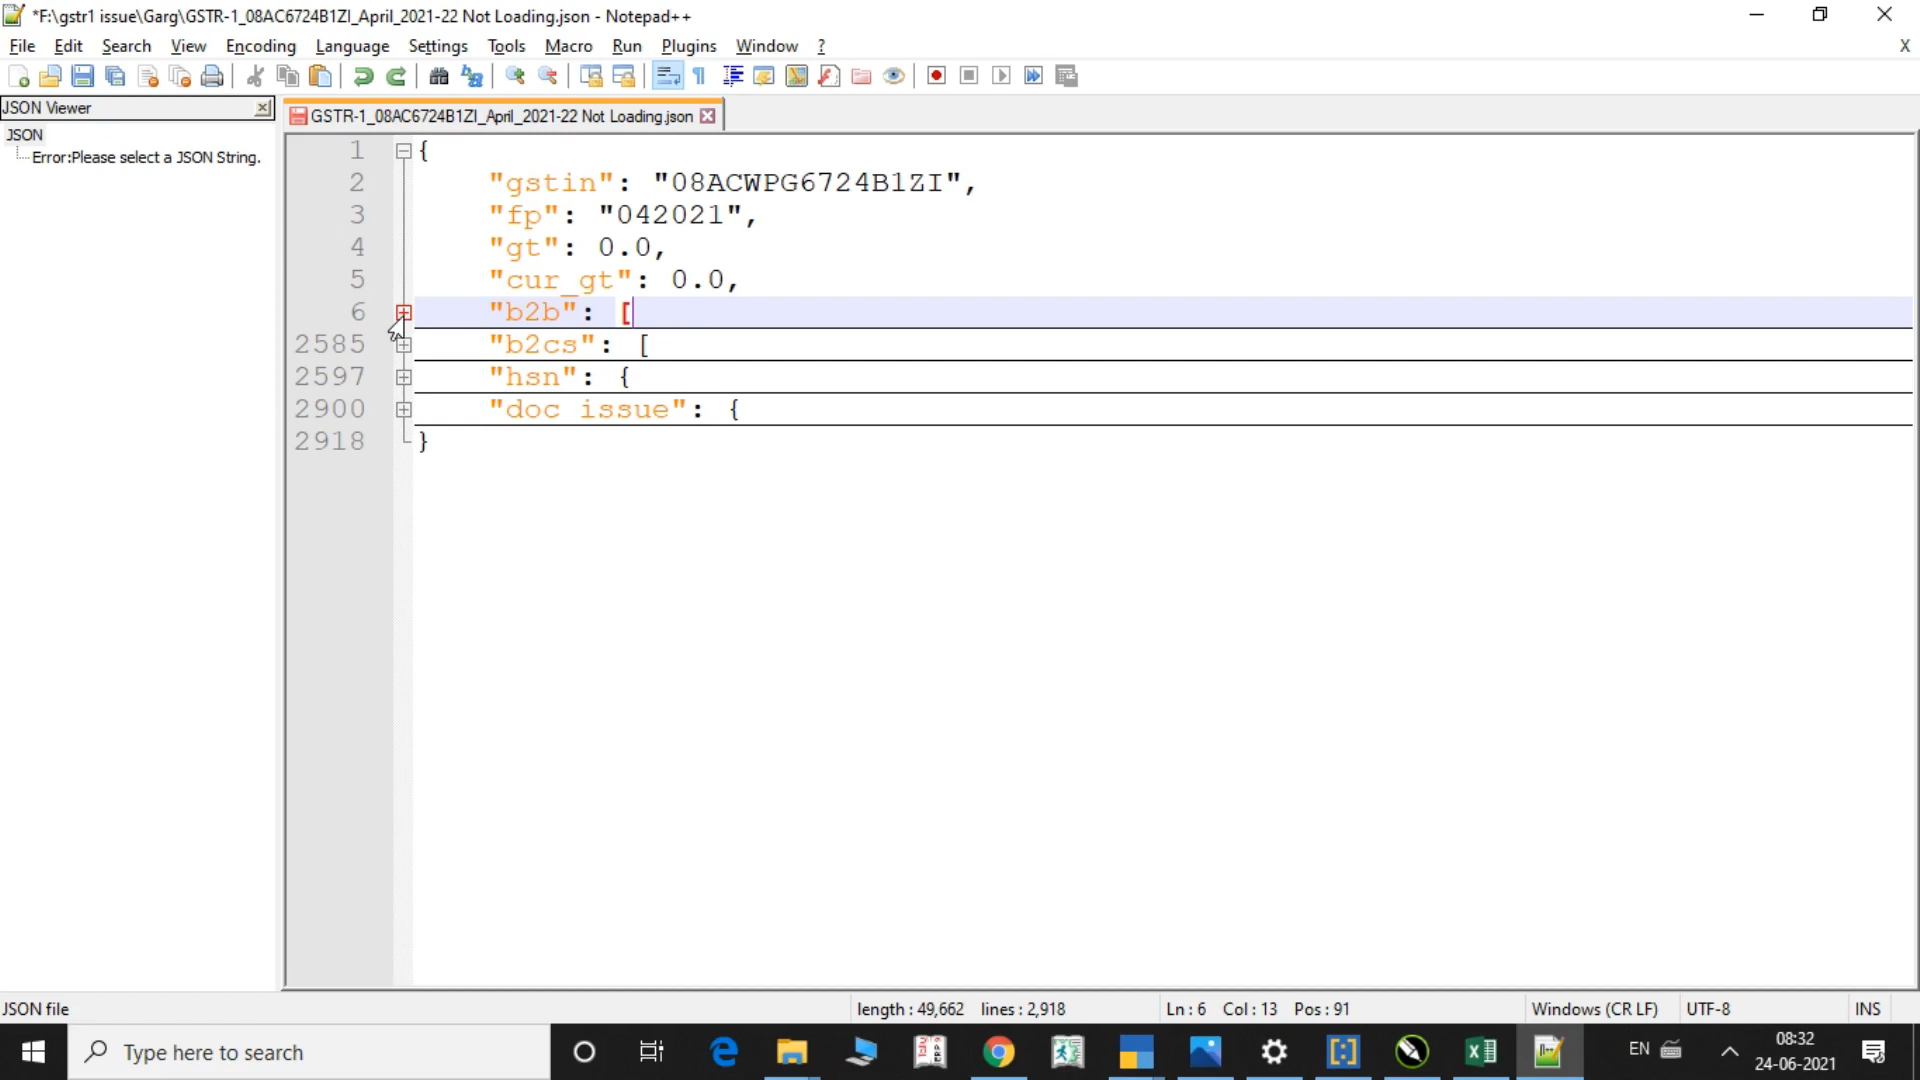 *F:\gstr1 issue\Garg\GSTR-1_08AC6724B1ZI_April_2021-22 Not Loading.json - Notepad++
File Edit Search View Encoding Language Settings Tools Macro Run Plugins Window ? X
JSON Viewer
GSTR-1_08AC6724B1ZI_April_2021-22 Not Loading.json
JSON
Error:Please select a JSON String.
1 {
2 "gstin": "08ACWPG6724B1ZI",
3 "fp": "042021",
4 "gt": 0.0,
5 "cur_gt": 0.0,
6 "b2b": [
2585 "b2cs": [
2597 "hsn": {
2900 "doc_issue": {
2918 }
JSON file length : 49,662 lines : 2,918 Ln : 6 Col : 13 Pos : 91 Windows (CR LF) UTF-8 INS
Type here to search
EN
08:32
24-06-2021